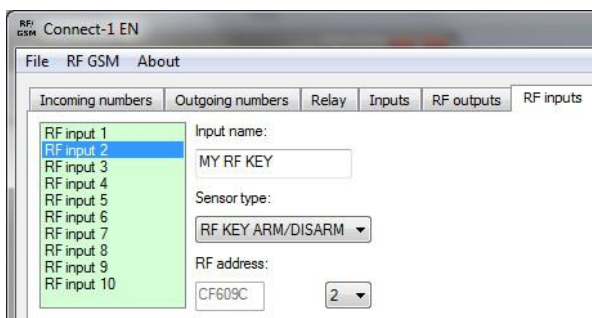 RF/ GSM Connect-1 EN
File RF GSM About
Incoming numbers Outgoing numbers Relay Inputs RF outputs RF inputs
RF input 1
RF input 2
RF input 3
RF input 4
RF input 5
RF input 6
RF input 7
RF input 8
RF input 9
RF input 10
Input name:
MY RF KEY
Sensor type:
RF KEY ARM/DISARM
RF address:
CF609C 2